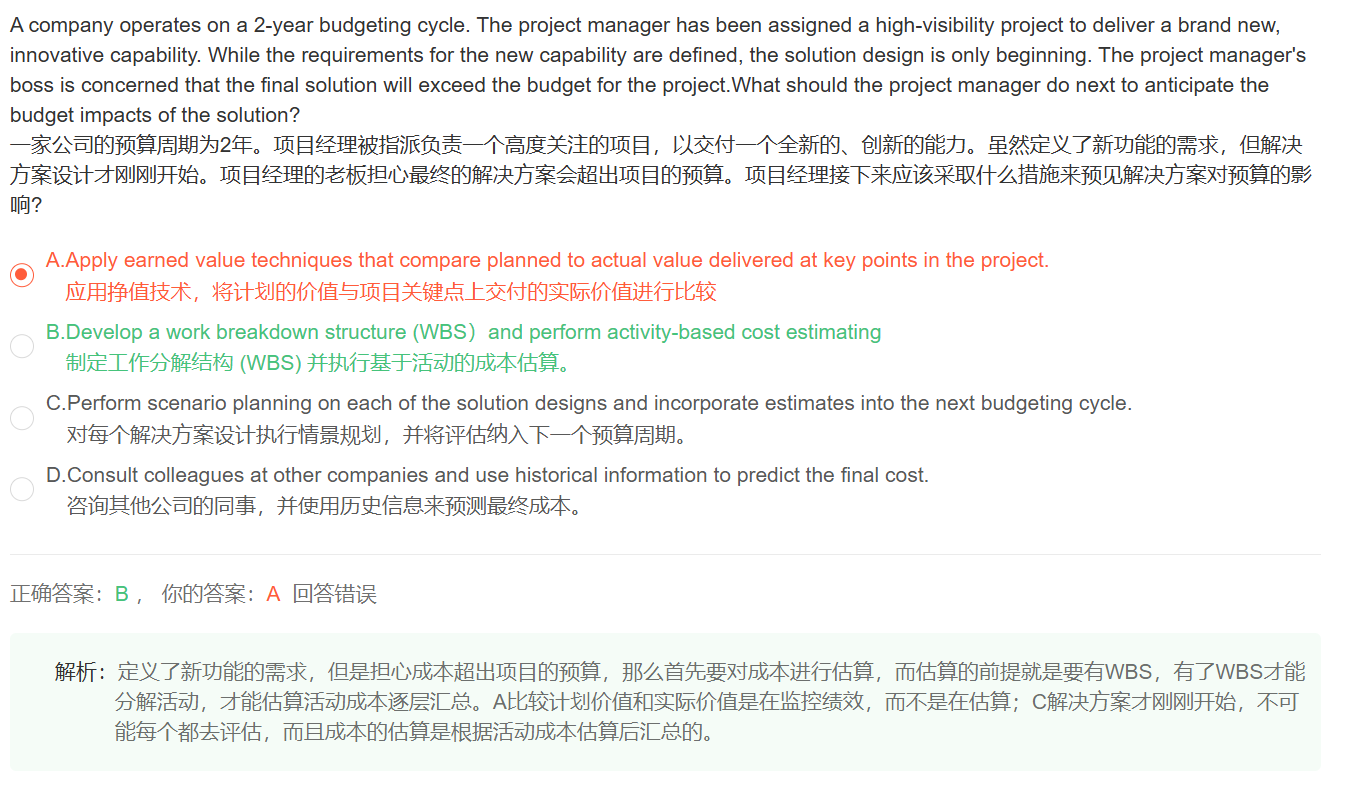 A company operates on a 2-year budgeting cycle. The project manager has been assigned a high-visibility project to deliver a brand new,
innovative capability. While the requirements for the new capability are defined, the solution design is only beginning. The project manager's
boss is concerned that the final solution will exceed the budget for the project.What should the project manager do next to anticipate the
budget impacts of the solution?
一家公司的预算周期为2年。项目经理被指派负责一个高度关注的项目，以交付一个全新的、创新的能力。虽然定义了新功能的需求，但解决
方案设计才刚刚开始。项目经理的老板担心最终的解决方案会超出项目的预算。项目经理接下来应该采取什么措施来预见解决方案对预算的影
响?
A.Apply earned value techniques that compare planned to actual value delivered at key points in the project.
应用挣值技术，将计划的价值与项目关键点上交付的实际价值进行比较
B.Develop a work breakdown structure (WBS）and perform activity-based cost estimating
制定工作分解结构 (WBS) 并执行基于活动的成本估算。
C.Perform scenario planning on each of the solution designs and incorporate estimates into the next budgeting cycle.
对每个解决方案设计执行情景规划，并将评估纳入下一个预算周期。
D.Consult colleagues at other companies and use historical information to predict the final cost.
咨询其他公司的同事，并使用历史信息来预测最终成本。
正确答案：B ， 你的答案：A 回答错误
解析：定义了新功能的需求，但是担心成本超出项目的预算，那么首先要对成本进行估算，而估算的前提就是要有WBS，有了WBS才能
分解活动，才能估算活动成本逐层汇总。A比较计划价值和实际价值是在监控绩效，而不是在估算；C解决方案才刚刚开始，不可
能每个都去评估，而且成本的估算是根据活动成本估算后汇总的。